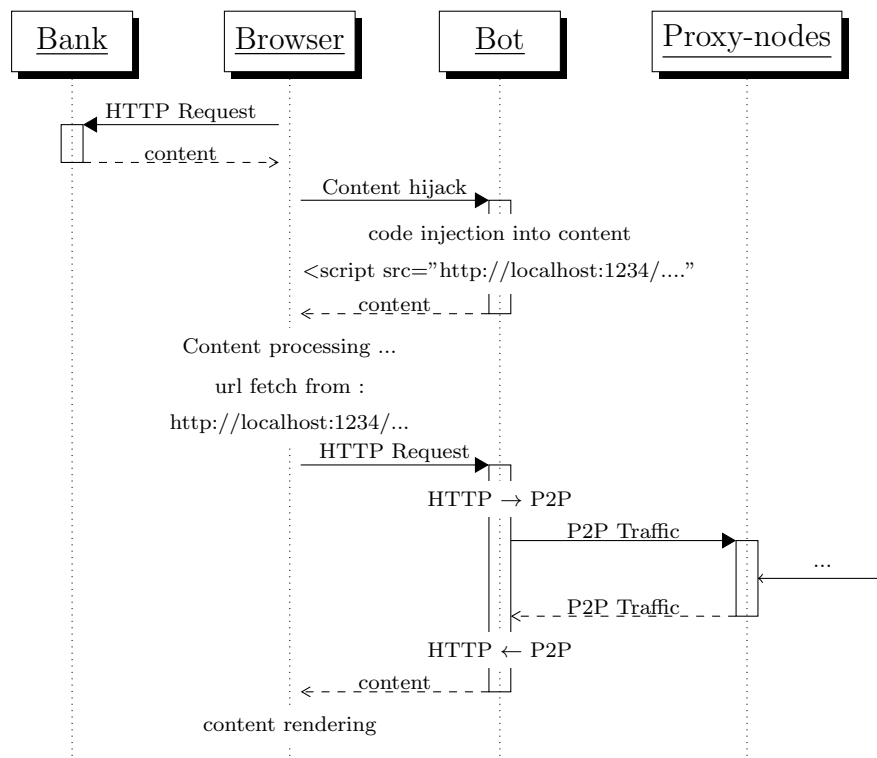 Bank
Browser
Bot
Proxy-nodes
HTTP Request
content
Content hijack
code injection into content
<script src=”http://localhost:1234/....”
content
Content processing ...
url fetch from :
http://localhost:1234/...
HTTP Request
HTTP → P2P
P2P Traffic
...
P2P Traffic
HTTP ← P2P
content
content rendering